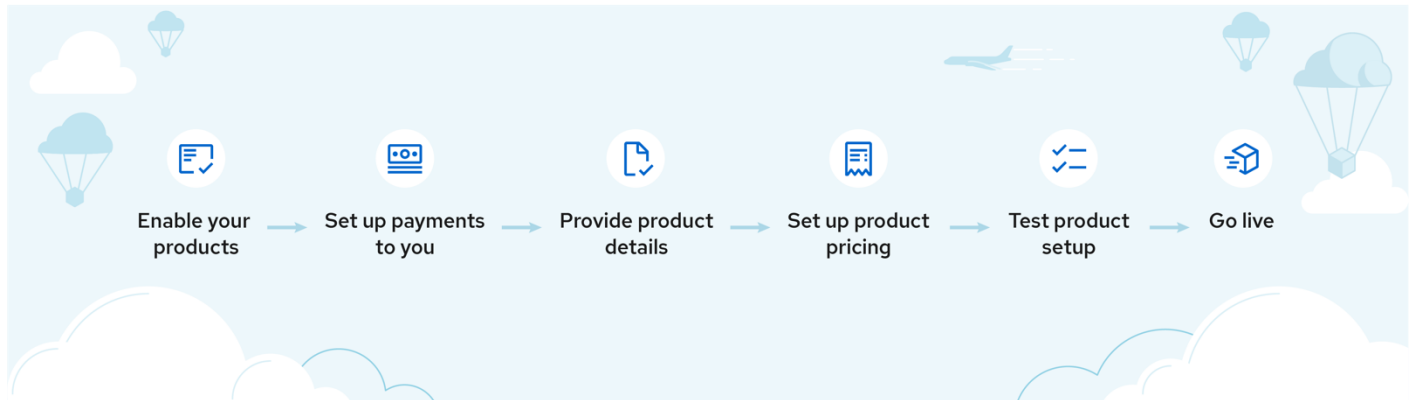 Enable your
products
Set up payments
to you
Provide product
details
Set up product
pricing
Test product
setup
Go live